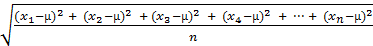 √(((x₁−μ)² + (x₂−μ)² +(x₃−μ)² + (x₄−μ)² + ⋯+ (xₙ−μ)²)/n)